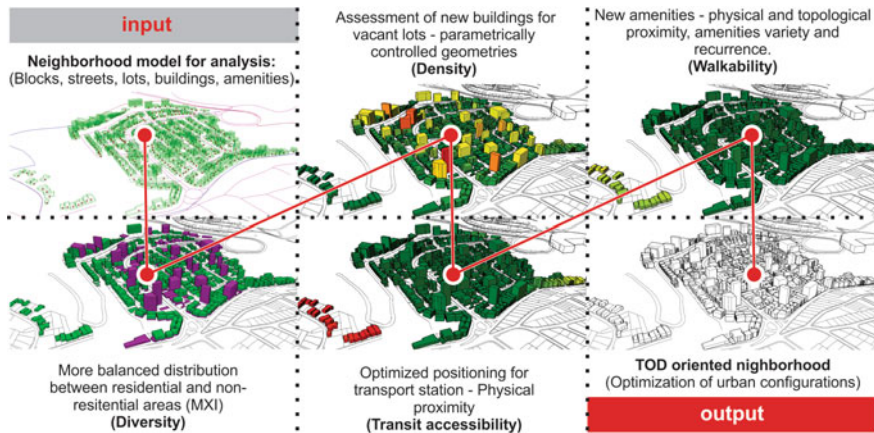 input
Neighborhood model for analysis:
(Blocks, streets, lots, buildings, amenities)
Assessment of new buildings for
vacant lots - parametrically
controlled geometries
(Density)
New amenities - physical and topological
proximity, amenities variety and
recurrence.
(Walkability)
More balanced distribution
between residential and non-
resitential areas (MXI)
(Diversity)
Optimized positioning for
transport station - Physical
proximity
(Transit accessibility)
TOD oriented nighborhood
(Optimization of urban configurations)
output